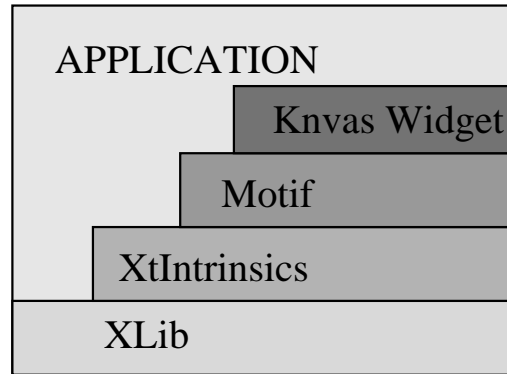 APPLICATION
Knvas Widget
Motif
XtIntrinsics
XLib